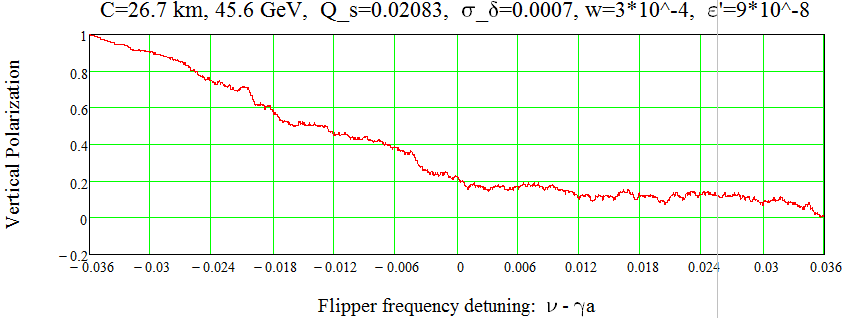 C=26.7 km, 45.6 GeV, Q_s=0.02083, σ_δ=0.0007, w=3*10^-4, ε'=9*10^-8
Vertical Polarization
1
0.8
0.6
0.4
0.2
0
−0.2
−0.036 −0.03 −0.024 −0.018 −0.012 −0.006 0 0.006 0.012 0.018 0.024 0.03 0.036
Flipper frequency detuning: ν - γa